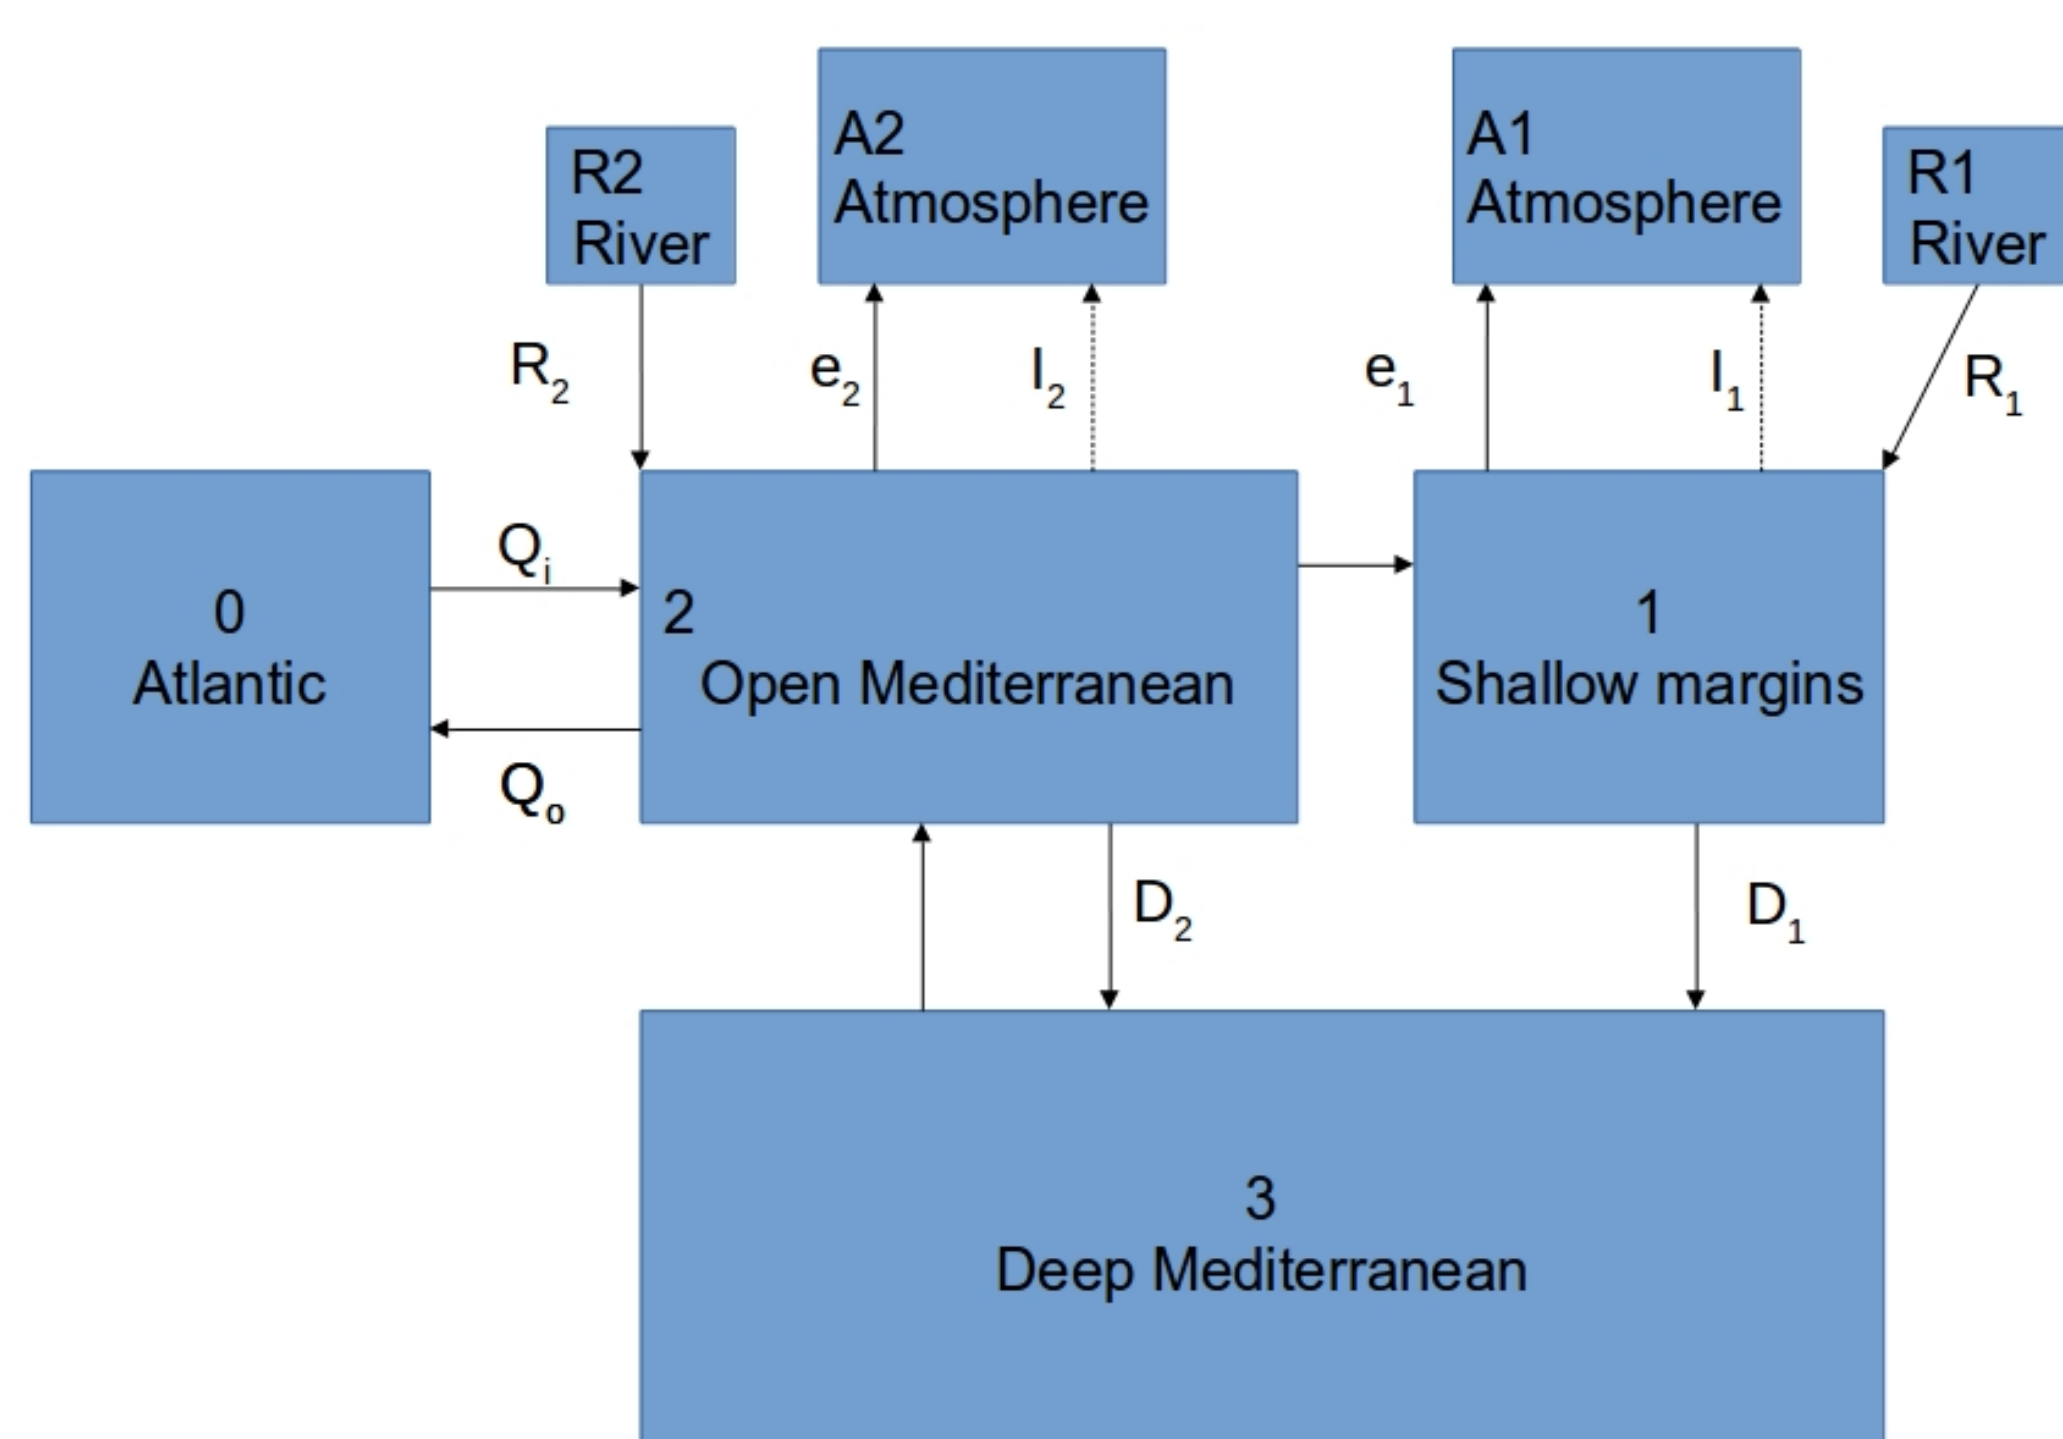 R2
River
A2
Atmosphere
A1
Atmosphere
R1
River
R₂
e₂
I₂
e₁
I₁
R₁
Qᵢ
Qₒ
0
Atlantic
2
Open Mediterranean
1
Shallow margins
D₂
D₁
3
Deep Mediterranean